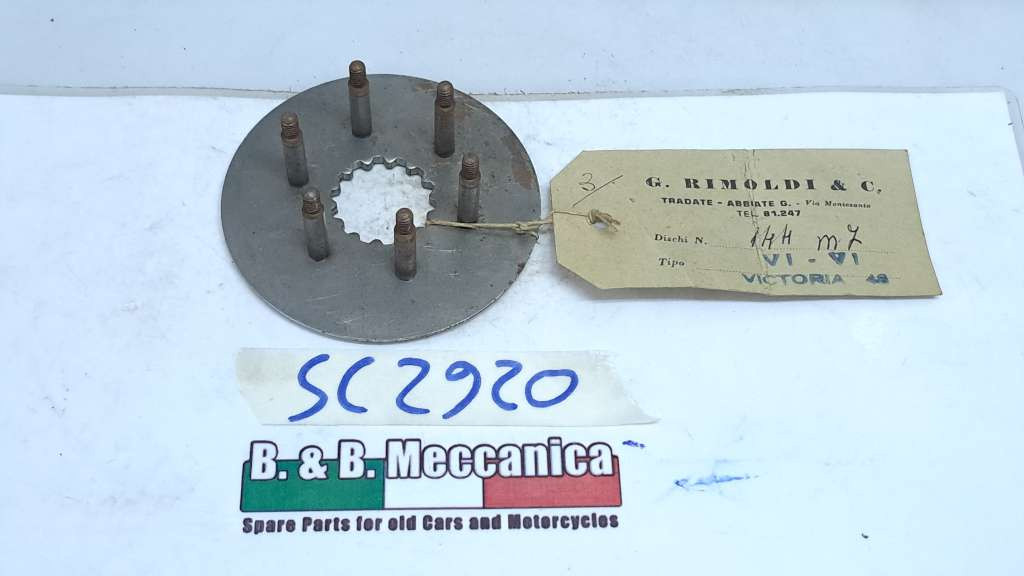 3/
G. RIMOLDI & C.
TRADATE - ABBIATE G. - Via Montesanto
TEL. 81.247
Dischi N. 144 m7
Tipo VI - VI
VICTORIA 48
SC2920
B. & B. Meccanica
Spare Parts for old Cars and Motorcycles